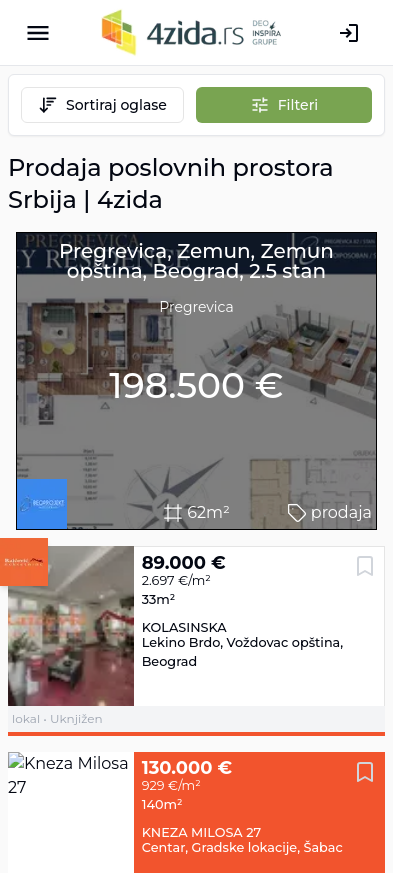 4zida.rs DEO INSPIRA GRUPE
Sortiraj oglase
Filteri
Prodaja poslovnih prostora
Srbija | 4zida
Pregrevica, Zemun, Zemun
opština, Beograd, 2.5 stan
Pregrevica
198.500 €
62m²
prodaja
89.000 €
2.697 €/m²
33m²
KOLASINSKA
Lekino Brdo, Voždovac opština,
Beograd
lokal • Uknjižen
Kneza Milosa
27
130.000 €
929 €/m²
140m²
KNEZA MILOSA 27
Centar, Gradske lokacije, Šabac